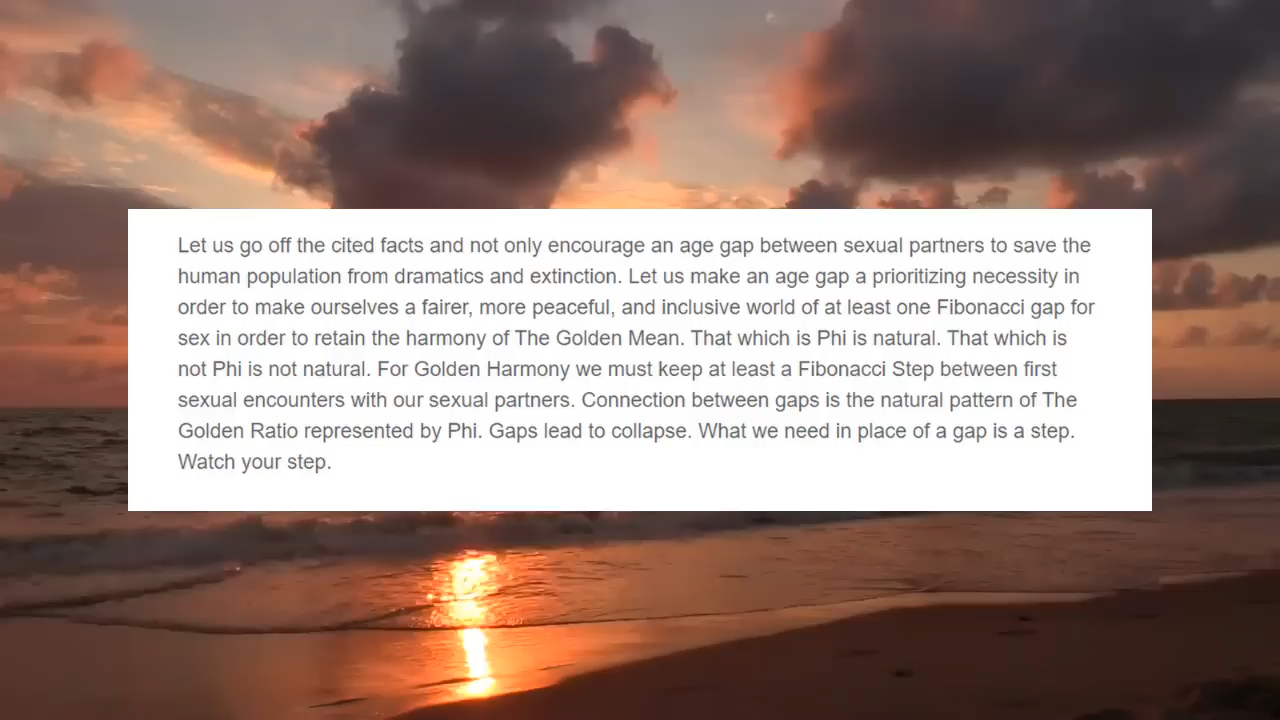 Let us go off the cited facts and not only encourage an age gap between sexual partners to save the
human population from dramatics and extinction. Let us make an age gap a prioritizing necessity in
order to make ourselves a fairer, more peaceful, and inclusive world of at least one Fibonacci gap for
sex in order to retain the harmony of The Golden Mean. That which is Phi is natural. That which is
not Phi is not natural. For Golden Harmony we must keep at least a Fibonacci Step between first
sexual encounters with our sexual partners. Connection between gaps is the natural pattern of The
Golden Ratio represented by Phi. Gaps lead to collapse. What we need in place of a gap is a step.
Watch your step.